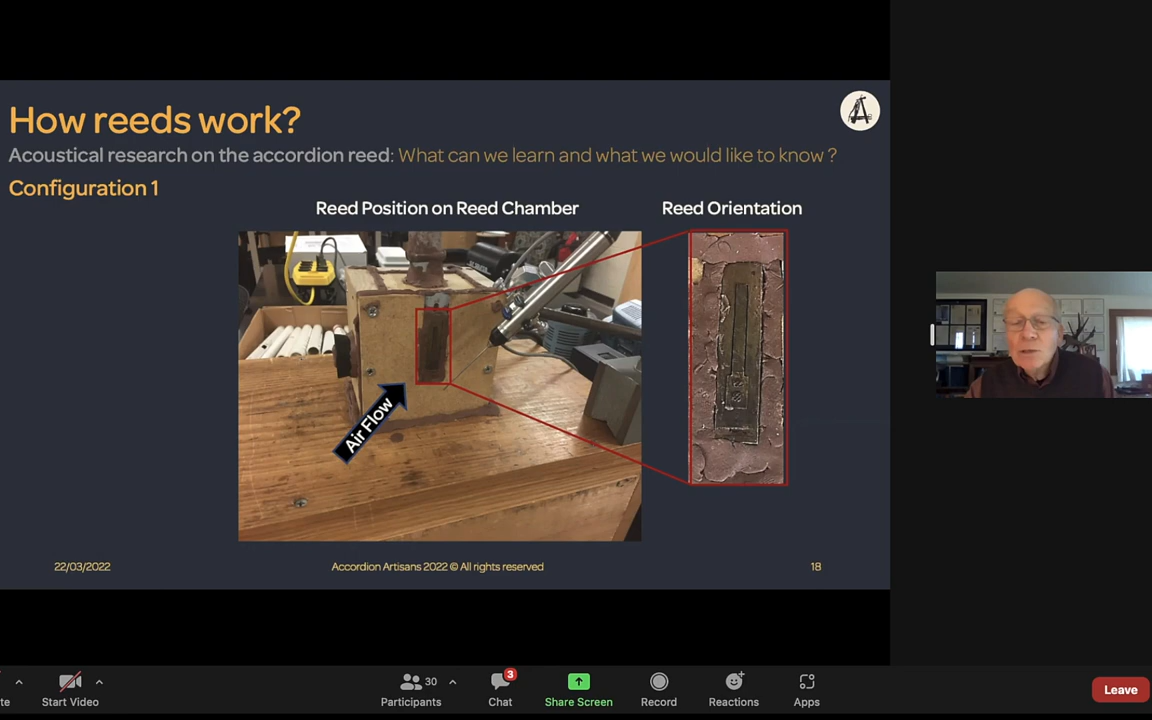 How reeds work?
Acoustical research on the accordion reed: What can we learn and what we would like to know ?
Configuration 1
Reed Position on Reed Chamber
Reed Orientation
Air Flow
22/03/2022
Accordion Artisans 2022 © All rights reserved
18
te
Start Video
Participants
30
Chat
3
Share Screen
Record
Reactions
Apps
Leave